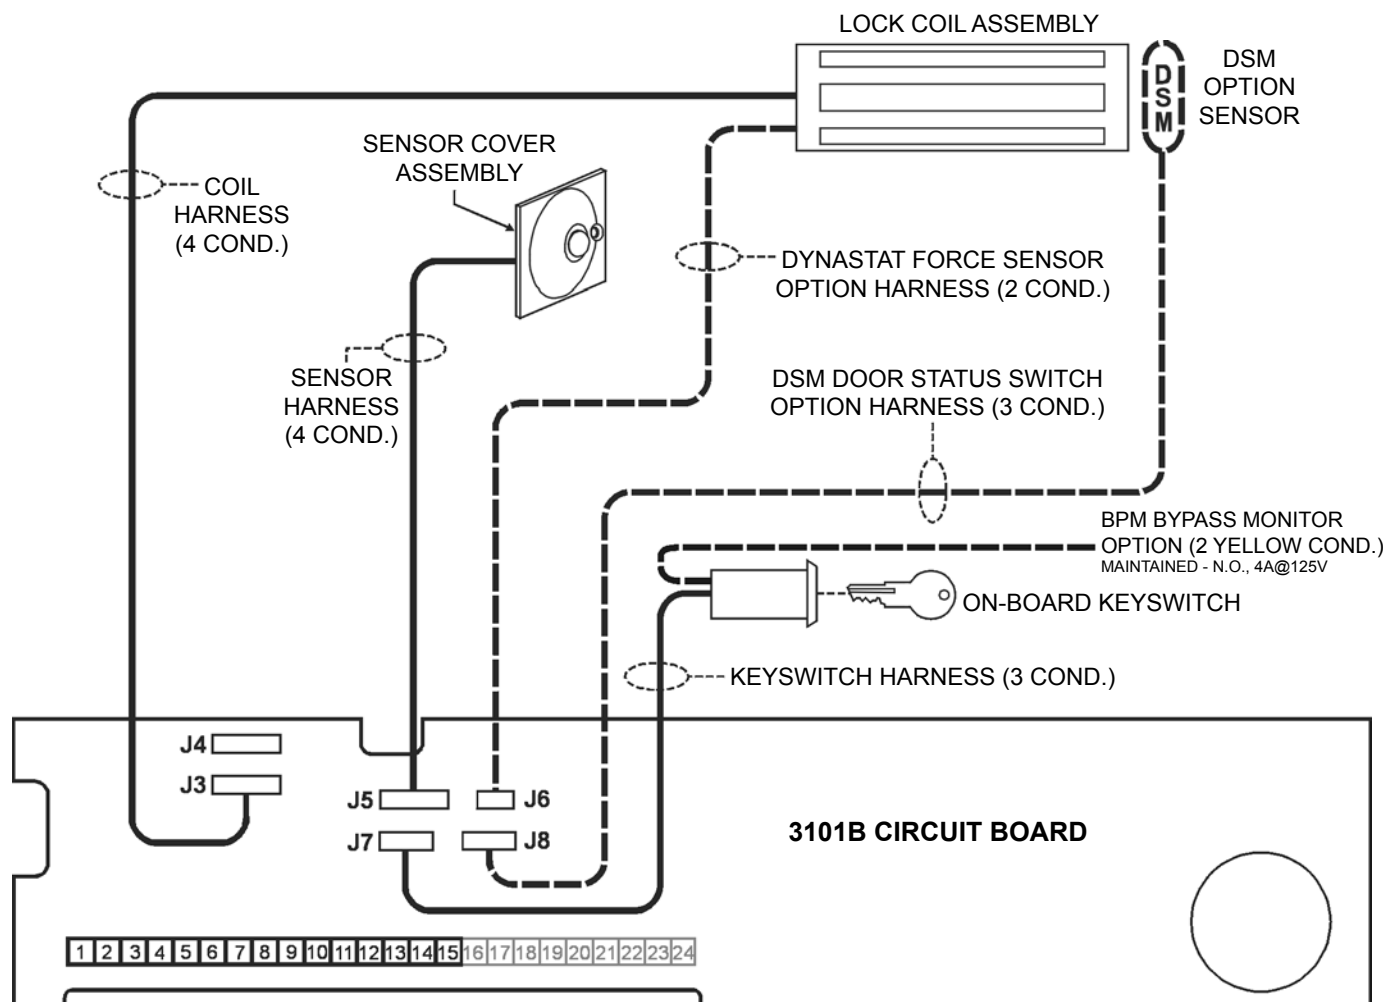 LOCK COIL ASSEMBLY
DSM
OPTION
SENSOR
DSM
SENSOR COVER
ASSEMBLY
COIL
HARNESS
(4 COND.)
DYNASTAT FORCE SENSOR
OPTION HARNESS (2 COND.)
SENSOR
HARNESS
(4 COND.)
DSM DOOR STATUS SWITCH
OPTION HARNESS (3 COND.)
BPM BYPASS MONITOR
OPTION (2 YELLOW COND.)
MAINTAINED - N.O., 4A@125V
ON-BOARD KEYSWITCH
KEYSWITCH HARNESS (3 COND.)
J4
J3
J5
J6
J7
J8
3101B CIRCUIT BOARD
1 2 3 4 5 6 7 8 9 10 11 12 13 14 15 16 17 18 19 20 21 22 23 24